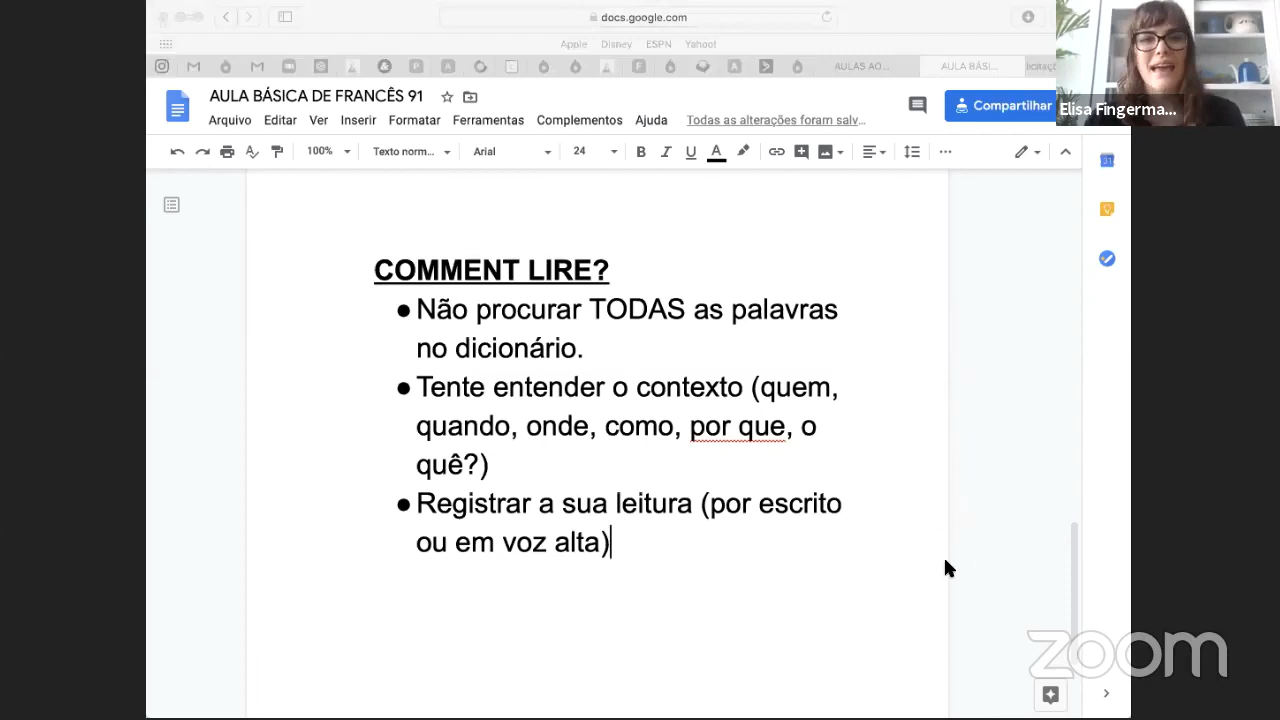 docs.google.com
Apple Disney ESPN Yahoo!
AULAS AO... AULA BÁSI...
Elisa Fingerma...
AULA BÁSICA DE FRANCÊS 91
Compartilhar
Arquivo Editar Ver Inserir Formatar Ferramentas Complementos Ajuda Todas as alterações foram salv...
100% Texto norm... Arial 24 B I U A
31
COMMENT LIRE?
● Não procurar TODAS as palavras
no dicionário.
● Tente entender o contexto (quem,
quando, onde, como, por que, o
quê?)
● Registrar a sua leitura (por escrito
ou em voz alta)
zoom